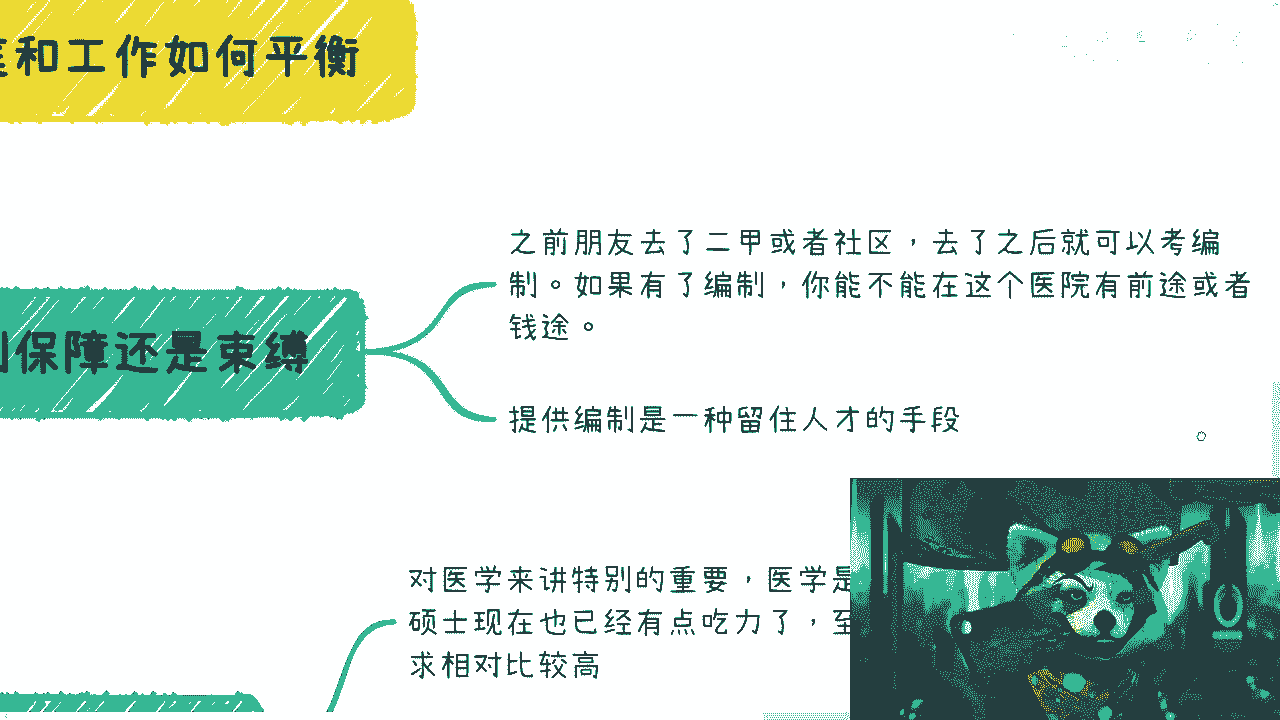 和工作如何平衡
之前朋友去了二甲或者社区，去了之后就可以考编
制。如果有了编制，你能不能在这个医院有前途或者
钱途。
保障还是束缚
提供编制是一种留住人才的手段
对医学来讲特别的重要，医学是
硕士现在也已经有点吃力了，至
求相对比较高